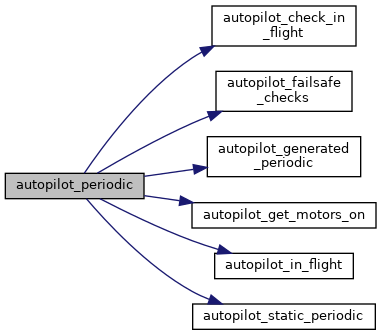 autopilot_check_in
_flight
autopilot_failsafe
_checks
autopilot_generated
_periodic
autopilot_periodic
autopilot_get_motors_on
autopilot_in_flight
autopilot_static_periodic